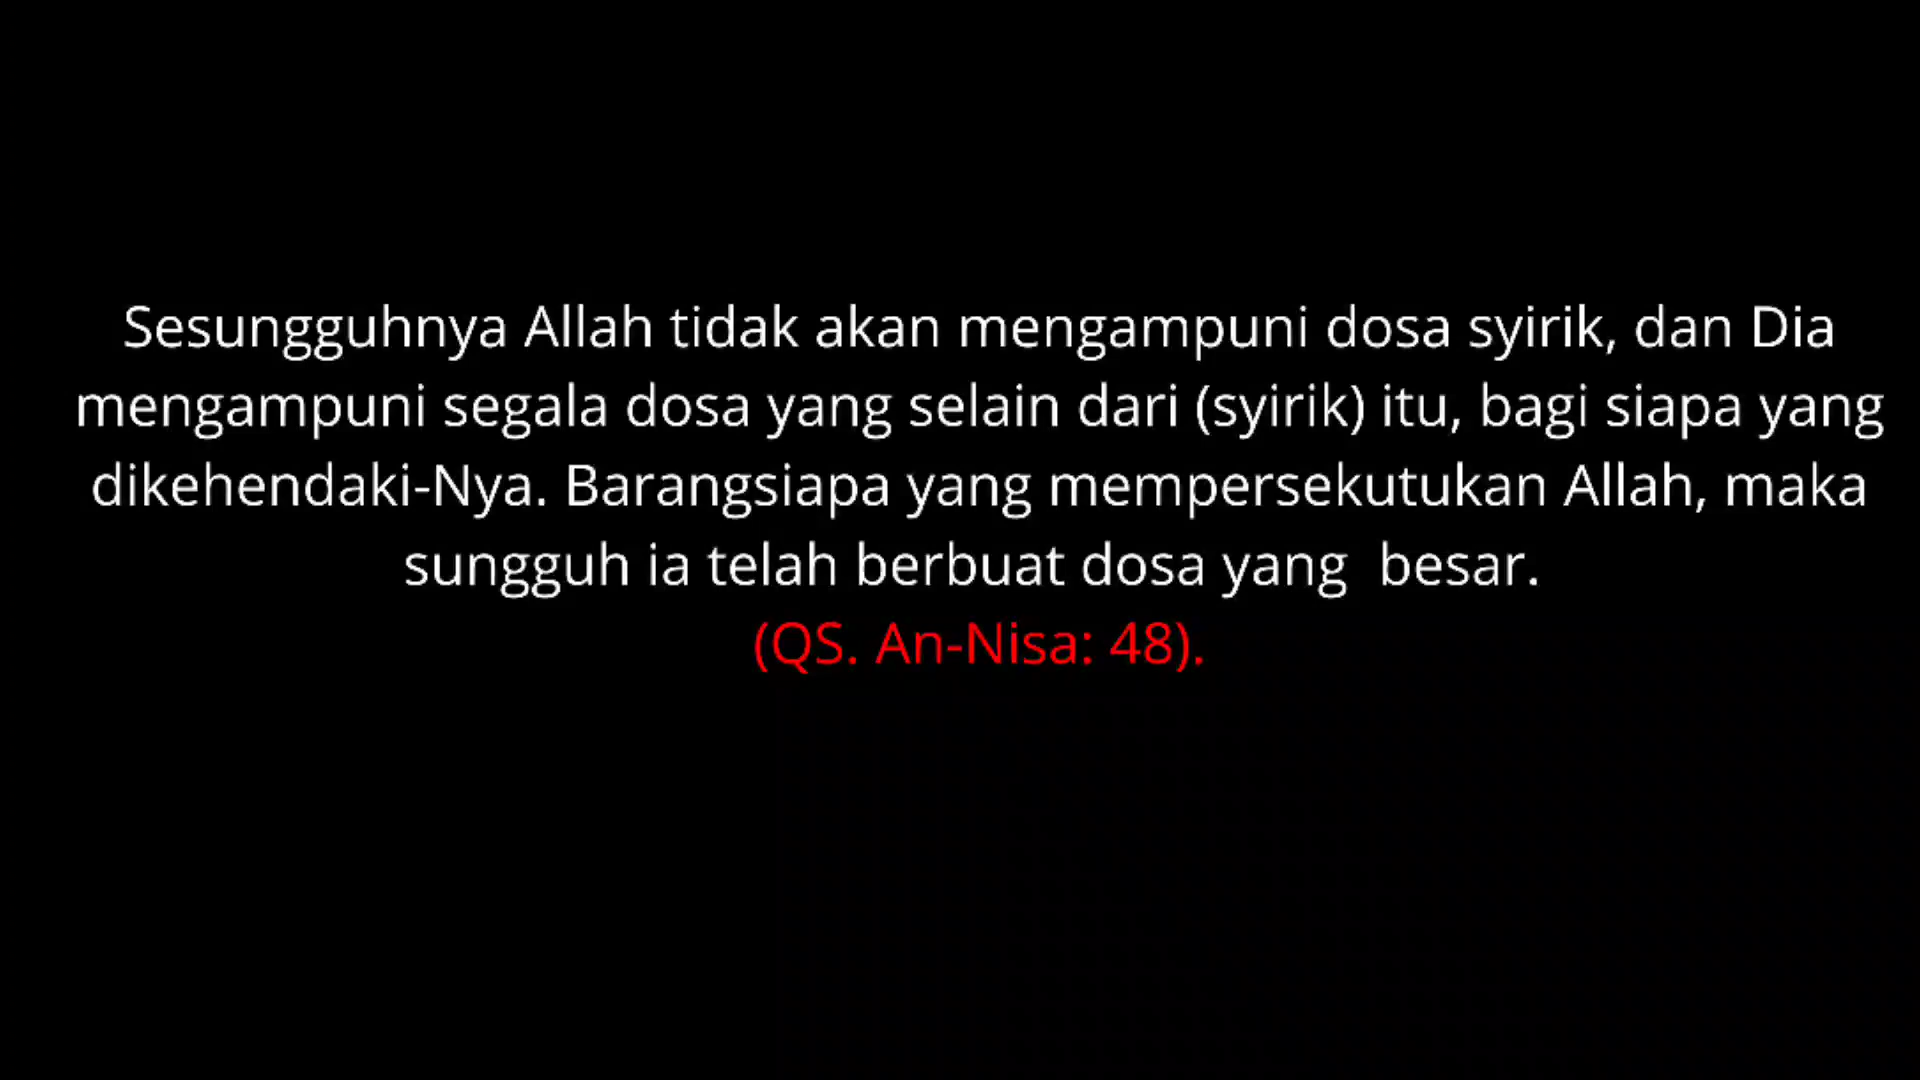 Sesungguhnya Allah tidak akan mengampuni dosa syirik, dan Dia
mengampuni segala dosa yang selain dari (syirik) itu, bagi siapa yang
dikehendaki-Nya. Barangsiapa yang mempersekutukan Allah, maka
sungguh ia telah berbuat dosa yang  besar.
(QS. An-Nisa: 48).